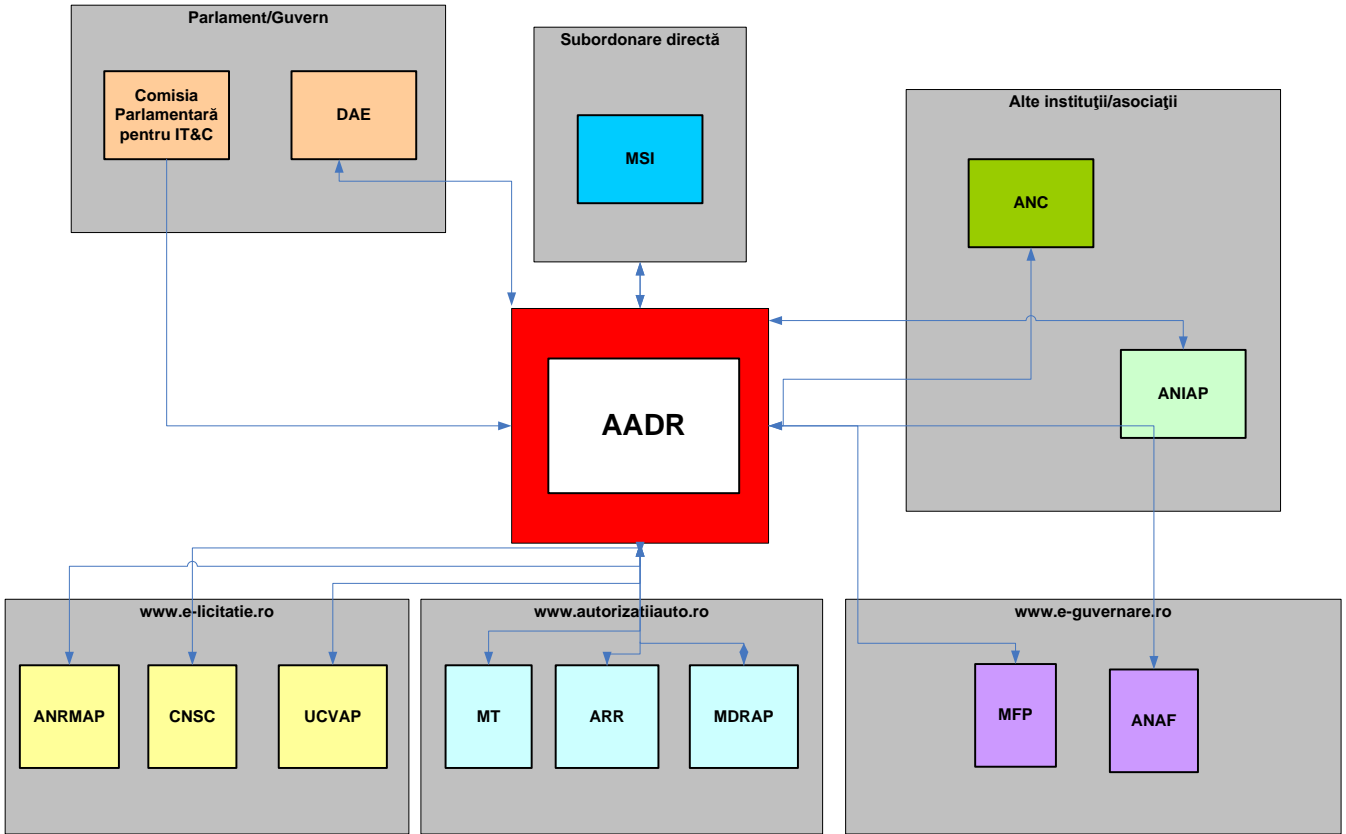 Parlament/Guvern
Comisia
Parlamentară
pentru IT&C
DAE
Subordonare directă
MSI
Alte instituţii/asociaţii
ANC
ANIAP
AADR
www.e-licitatie.ro
ANRMAP
CNSC
UCVAP
www.autorizatiiauto.ro
MT
ARR
MDRAP
www.e-guvernare.ro
MFP
ANAF